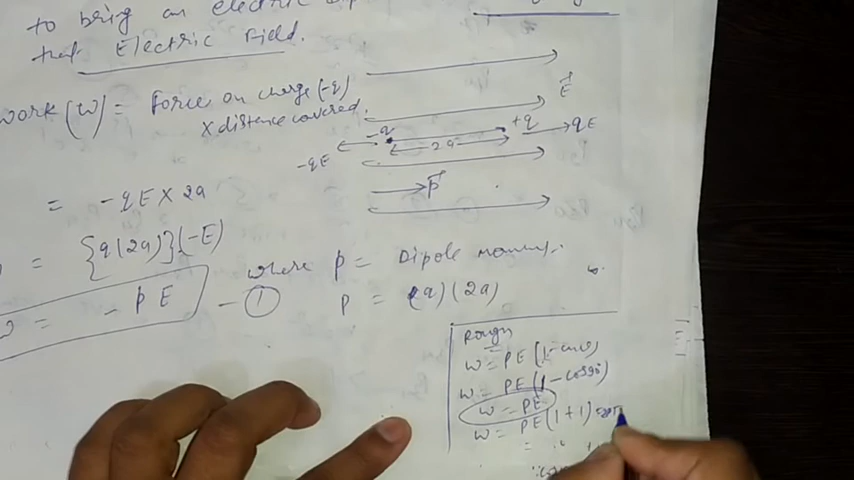 to bring an electric
that Electric Field.
work (W) = Force on charge (-q)
x distance covered.
E
-q +q qE
2a
-qE
p
= -qE x 2a
= {q(2a)}(-E)
where p = Dipole moment.
= - pE - ①
p = (q)(2a)
Rough
W = PE(1-cosθ)
W = PE(1-cos90°)
W = PE
W = PE(1+1)
=